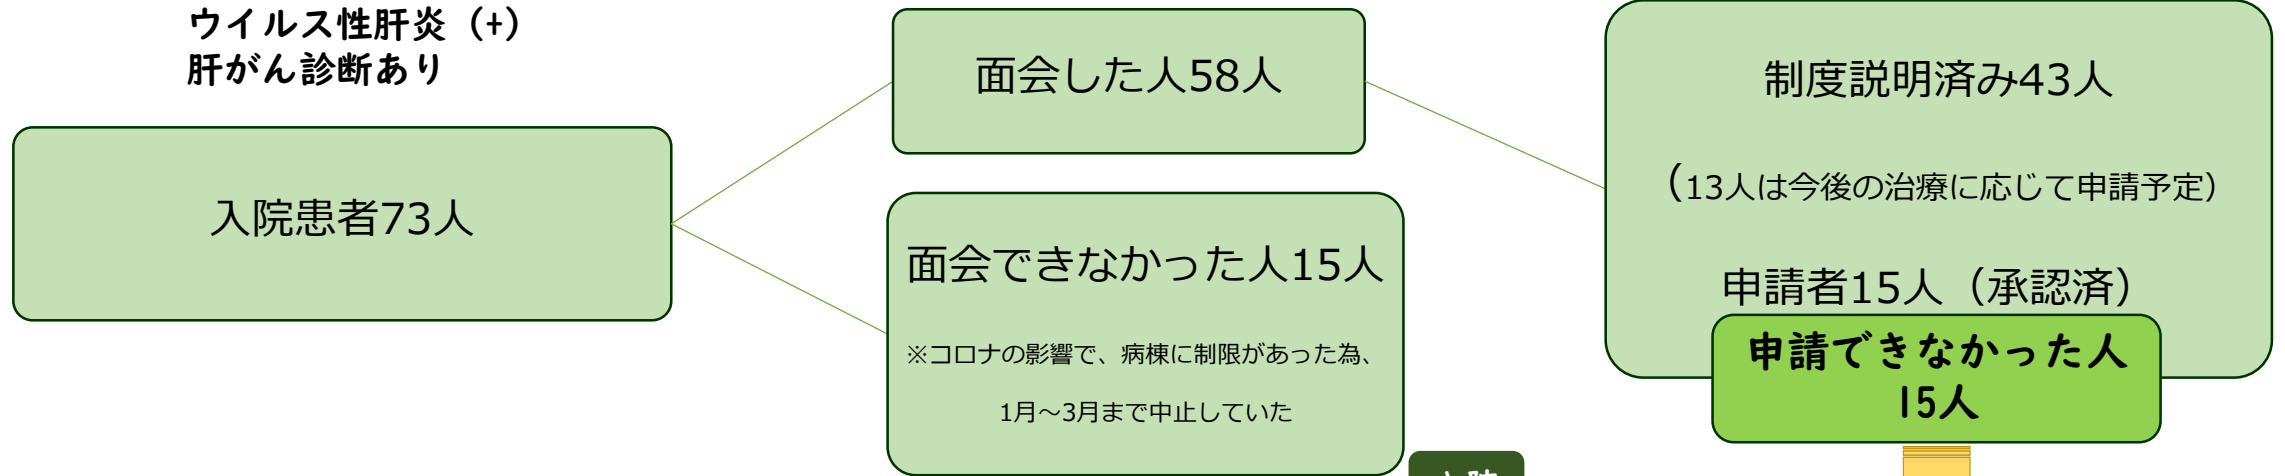 ウイルス性肝炎（+）
肝がん診断あり
入院患者73人
面会した人58人
面会できなかった人15人
※コロナの影響で、病棟に制限があった為、
1月～3月まで中止していた
制度説明済み43人
（13人は今後の治療に応じて申請予定）
申請者15人（承認済）
申請できなかった人
15人